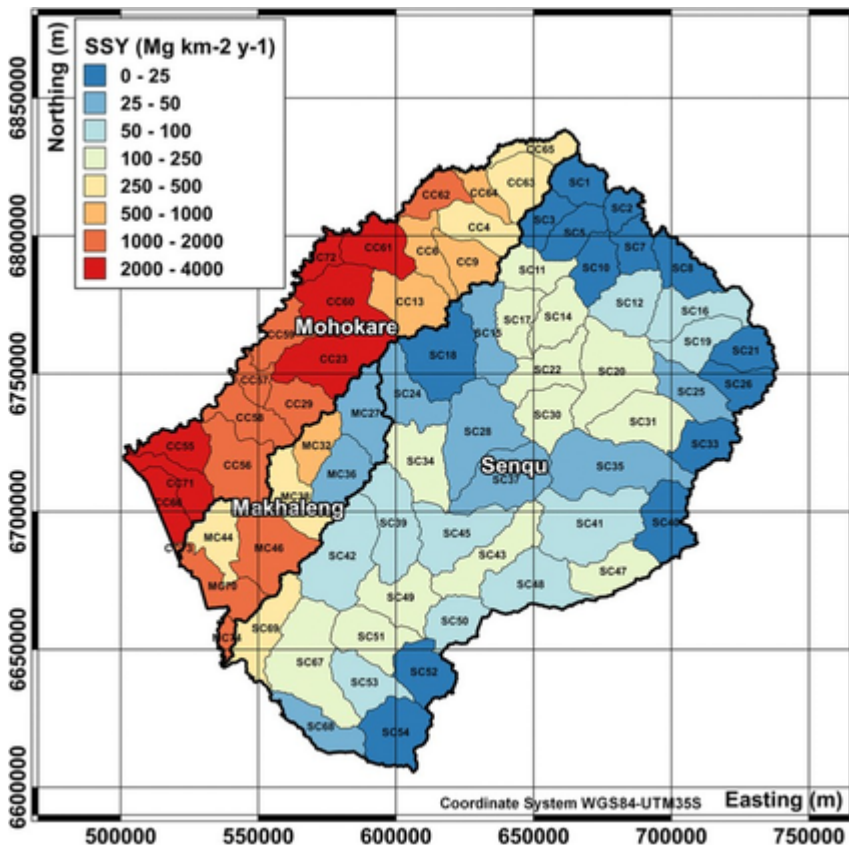 Northing (m)
SSY (Mg km-2 y-1)
0 - 25
25 - 50
50 - 100
100 - 250
250 - 500
500 - 1000
1000 - 2000
2000 - 4000
6850000
6800000
6750000
6700000
6650000
6600000
CC65
CC62
CC64
CC63
SC1
SC2
SC3
CC4
SC5
CC72
CC61
CC6
SC7
CC9
SC11
SC10
SC8
CC60
CC13
SC12
SC16
SC14
SC17
CC59
Mohokare
SC15
SC19
CC23
SC18
SC21
SC22
SC20
CC57
SC24
SC25
SC26
CC29
MC27
CC58
SC30
SC31
SC28
MC32
SC33
CC55
SC34
CC56
MC36
Senqu
SC35
CC71
SC37
MC38
Makhaleng
SC39
SC41
MC44
MC46
SC45
SC42
SC43
SC47
SC48
SC49
SC50
SC69
SC51
SC67
SC52
SC53
SC68
SC54
Coordinate System WGS84-UTM35S
Easting (m)
500000
550000
600000
650000
700000
750000